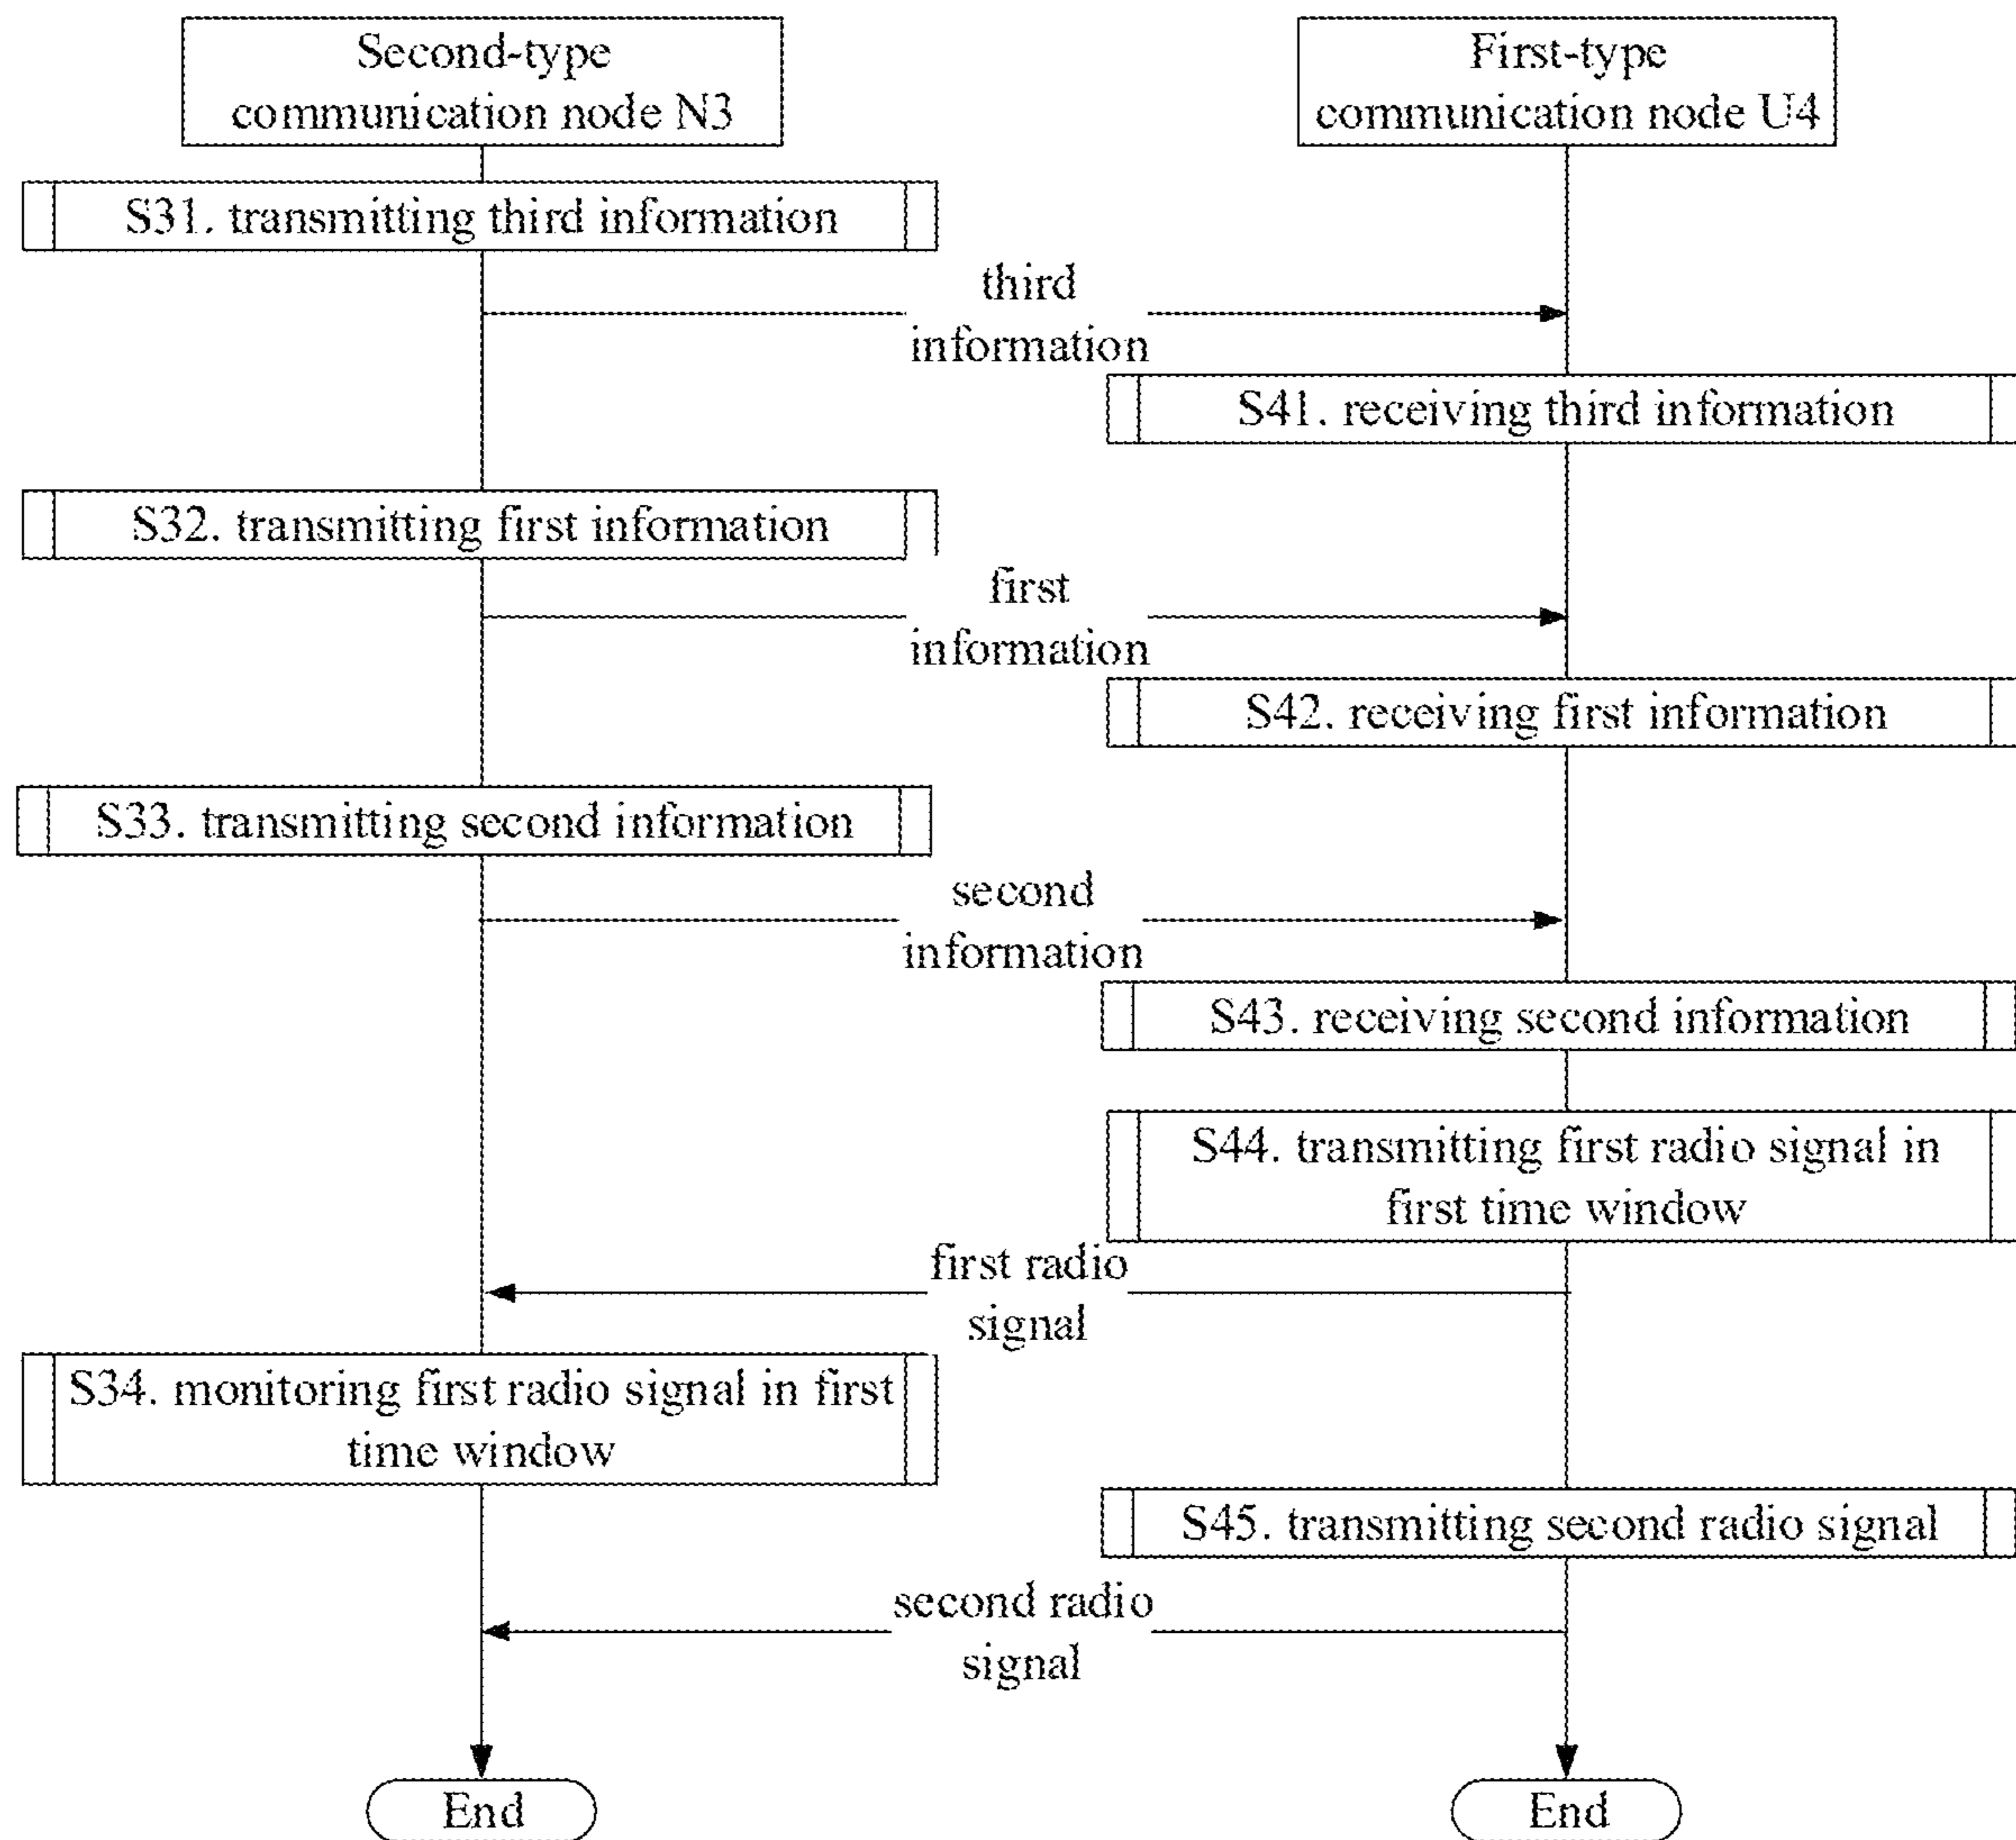 Second-type
communication node N3
First-type
communication node U4
S31. transmitting third information
third
information
S41. receiving third information
S32. transmitting first information
first
information
S42. receiving first information
S33. transmitting second information
second
information
S43. receiving second information
S44. transmitting first radio signal in
first time window
first radio
signal
S34. monitoring first radio signal in first
time window
S45. transmitting second radio signal
second radio
signal
End
End